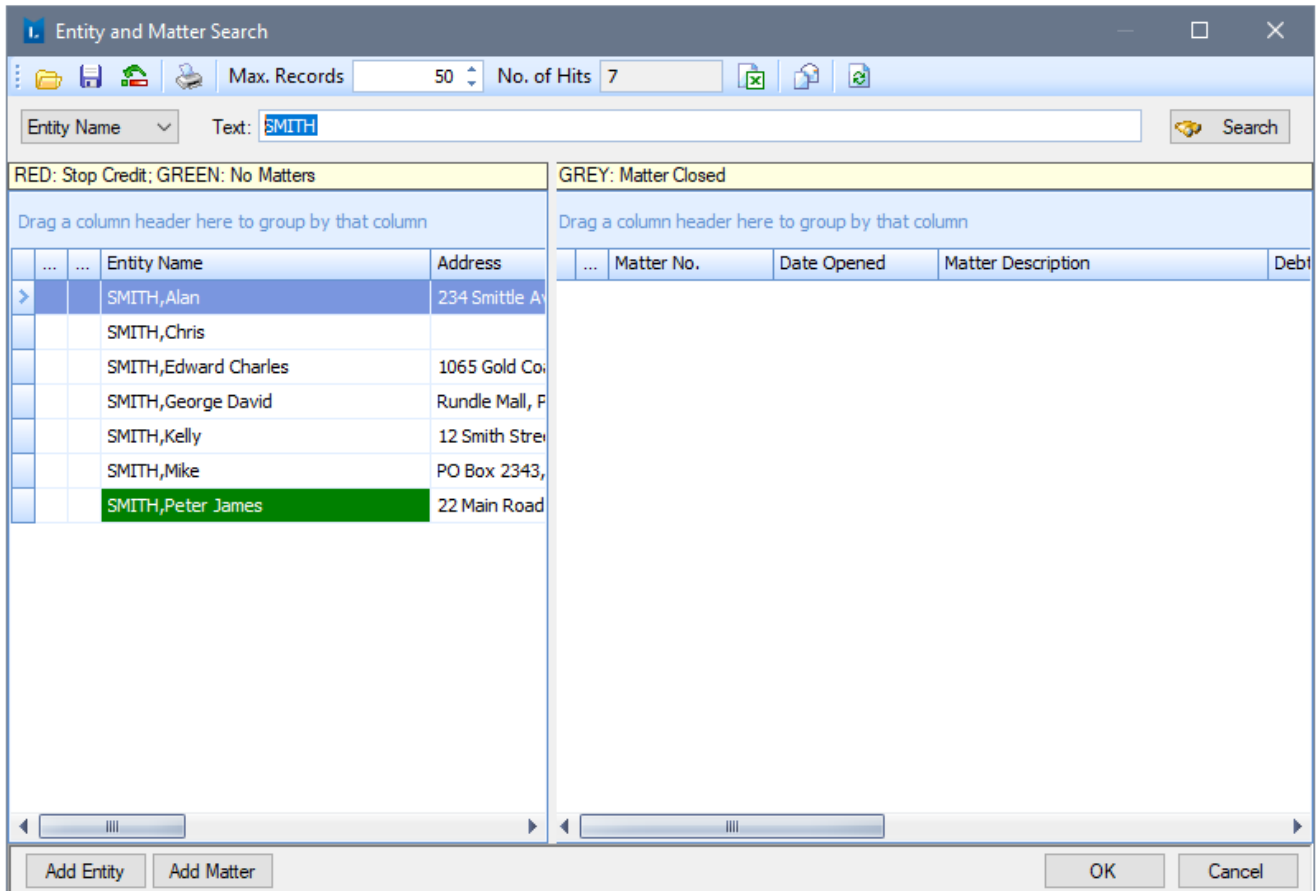 Entity and Matter Search
Max. Records 50 No. of Hits 7
Entity Name Text: SMITH Search
RED: Stop Credit; GREEN: No Matters GREY: Matter Closed
Drag a column header here to group by that column Drag a column header here to group by that column
... ... Entity Name Address ... Matter No. Date Opened Matter Description Debt
SMITH,Alan 234 Smittle Av
SMITH,Chris
SMITH,Edward Charles 1065 Gold Coa
SMITH,George David Rundle Mall, P
SMITH,Kelly 12 Smith Stree
SMITH,Mike PO Box 2343,
SMITH,Peter James 22 Main Road
Add Entity Add Matter OK Cancel